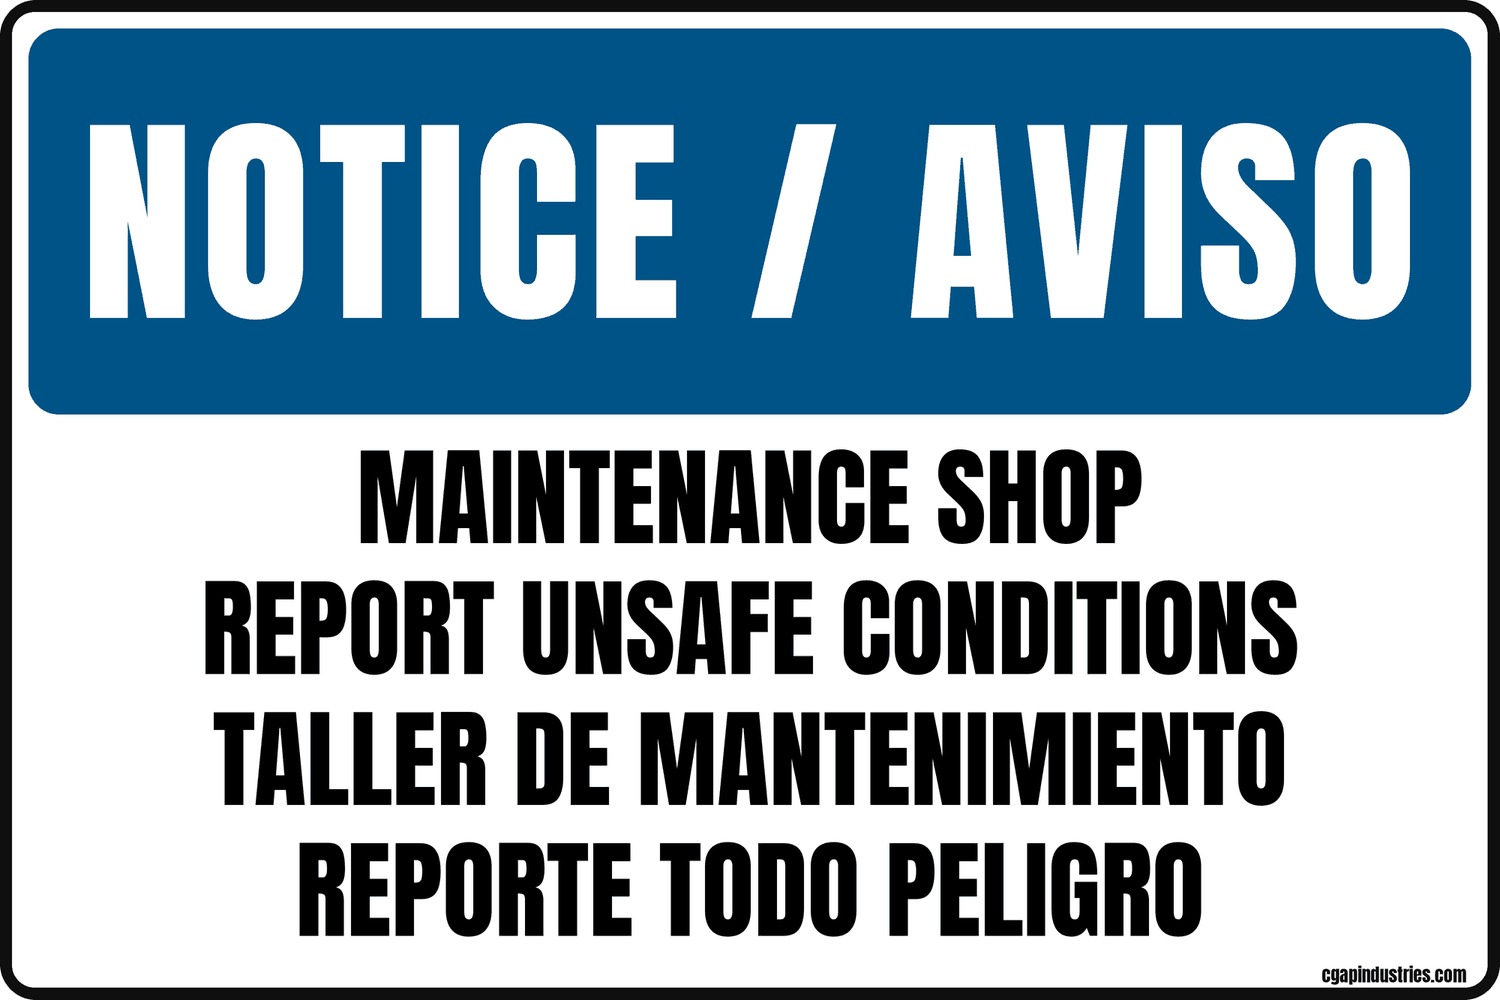 NOTICE / AVISO
MAINTENANCE SHOP
REPORT UNSAFE CONDITIONS
TALLER DE MANTENIMIENTO
REPORTE TODO PELIGRO
cgapindustries.com